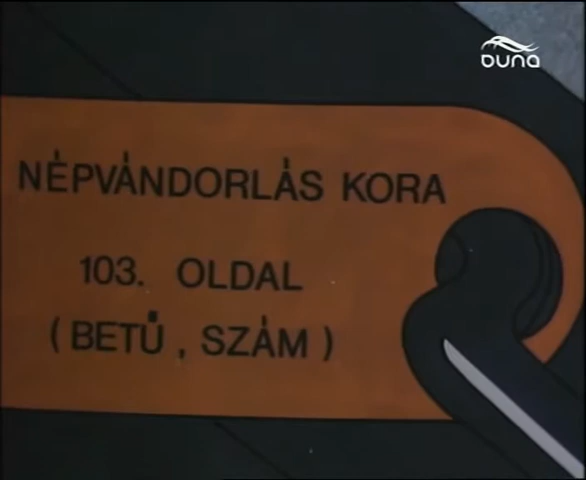 duna
NÉPVÁNDORLÁS KORA
103. OLDAL
(BETŰ, SZÁM)